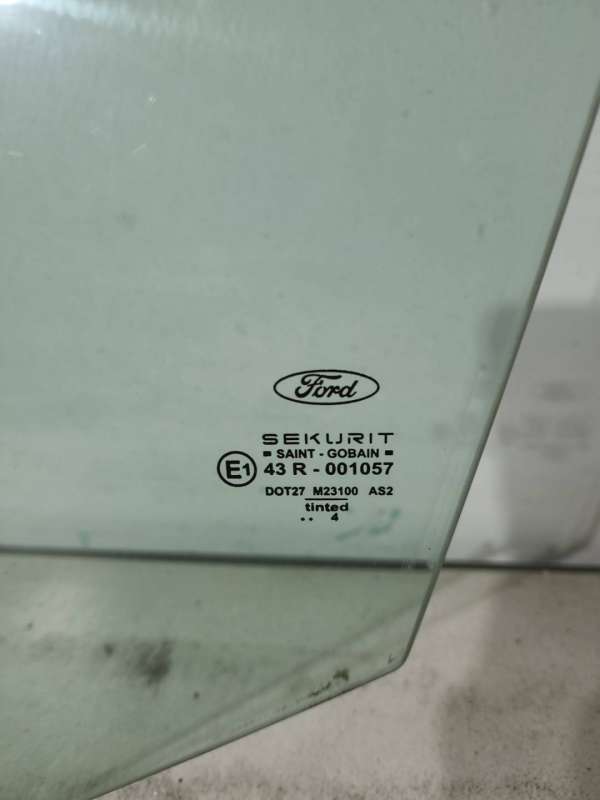 Ford
SEKURIT
SAINT - GOBAIN
E1 43 R - 001057
DOT27 M23100 AS2
tinted
.. 4